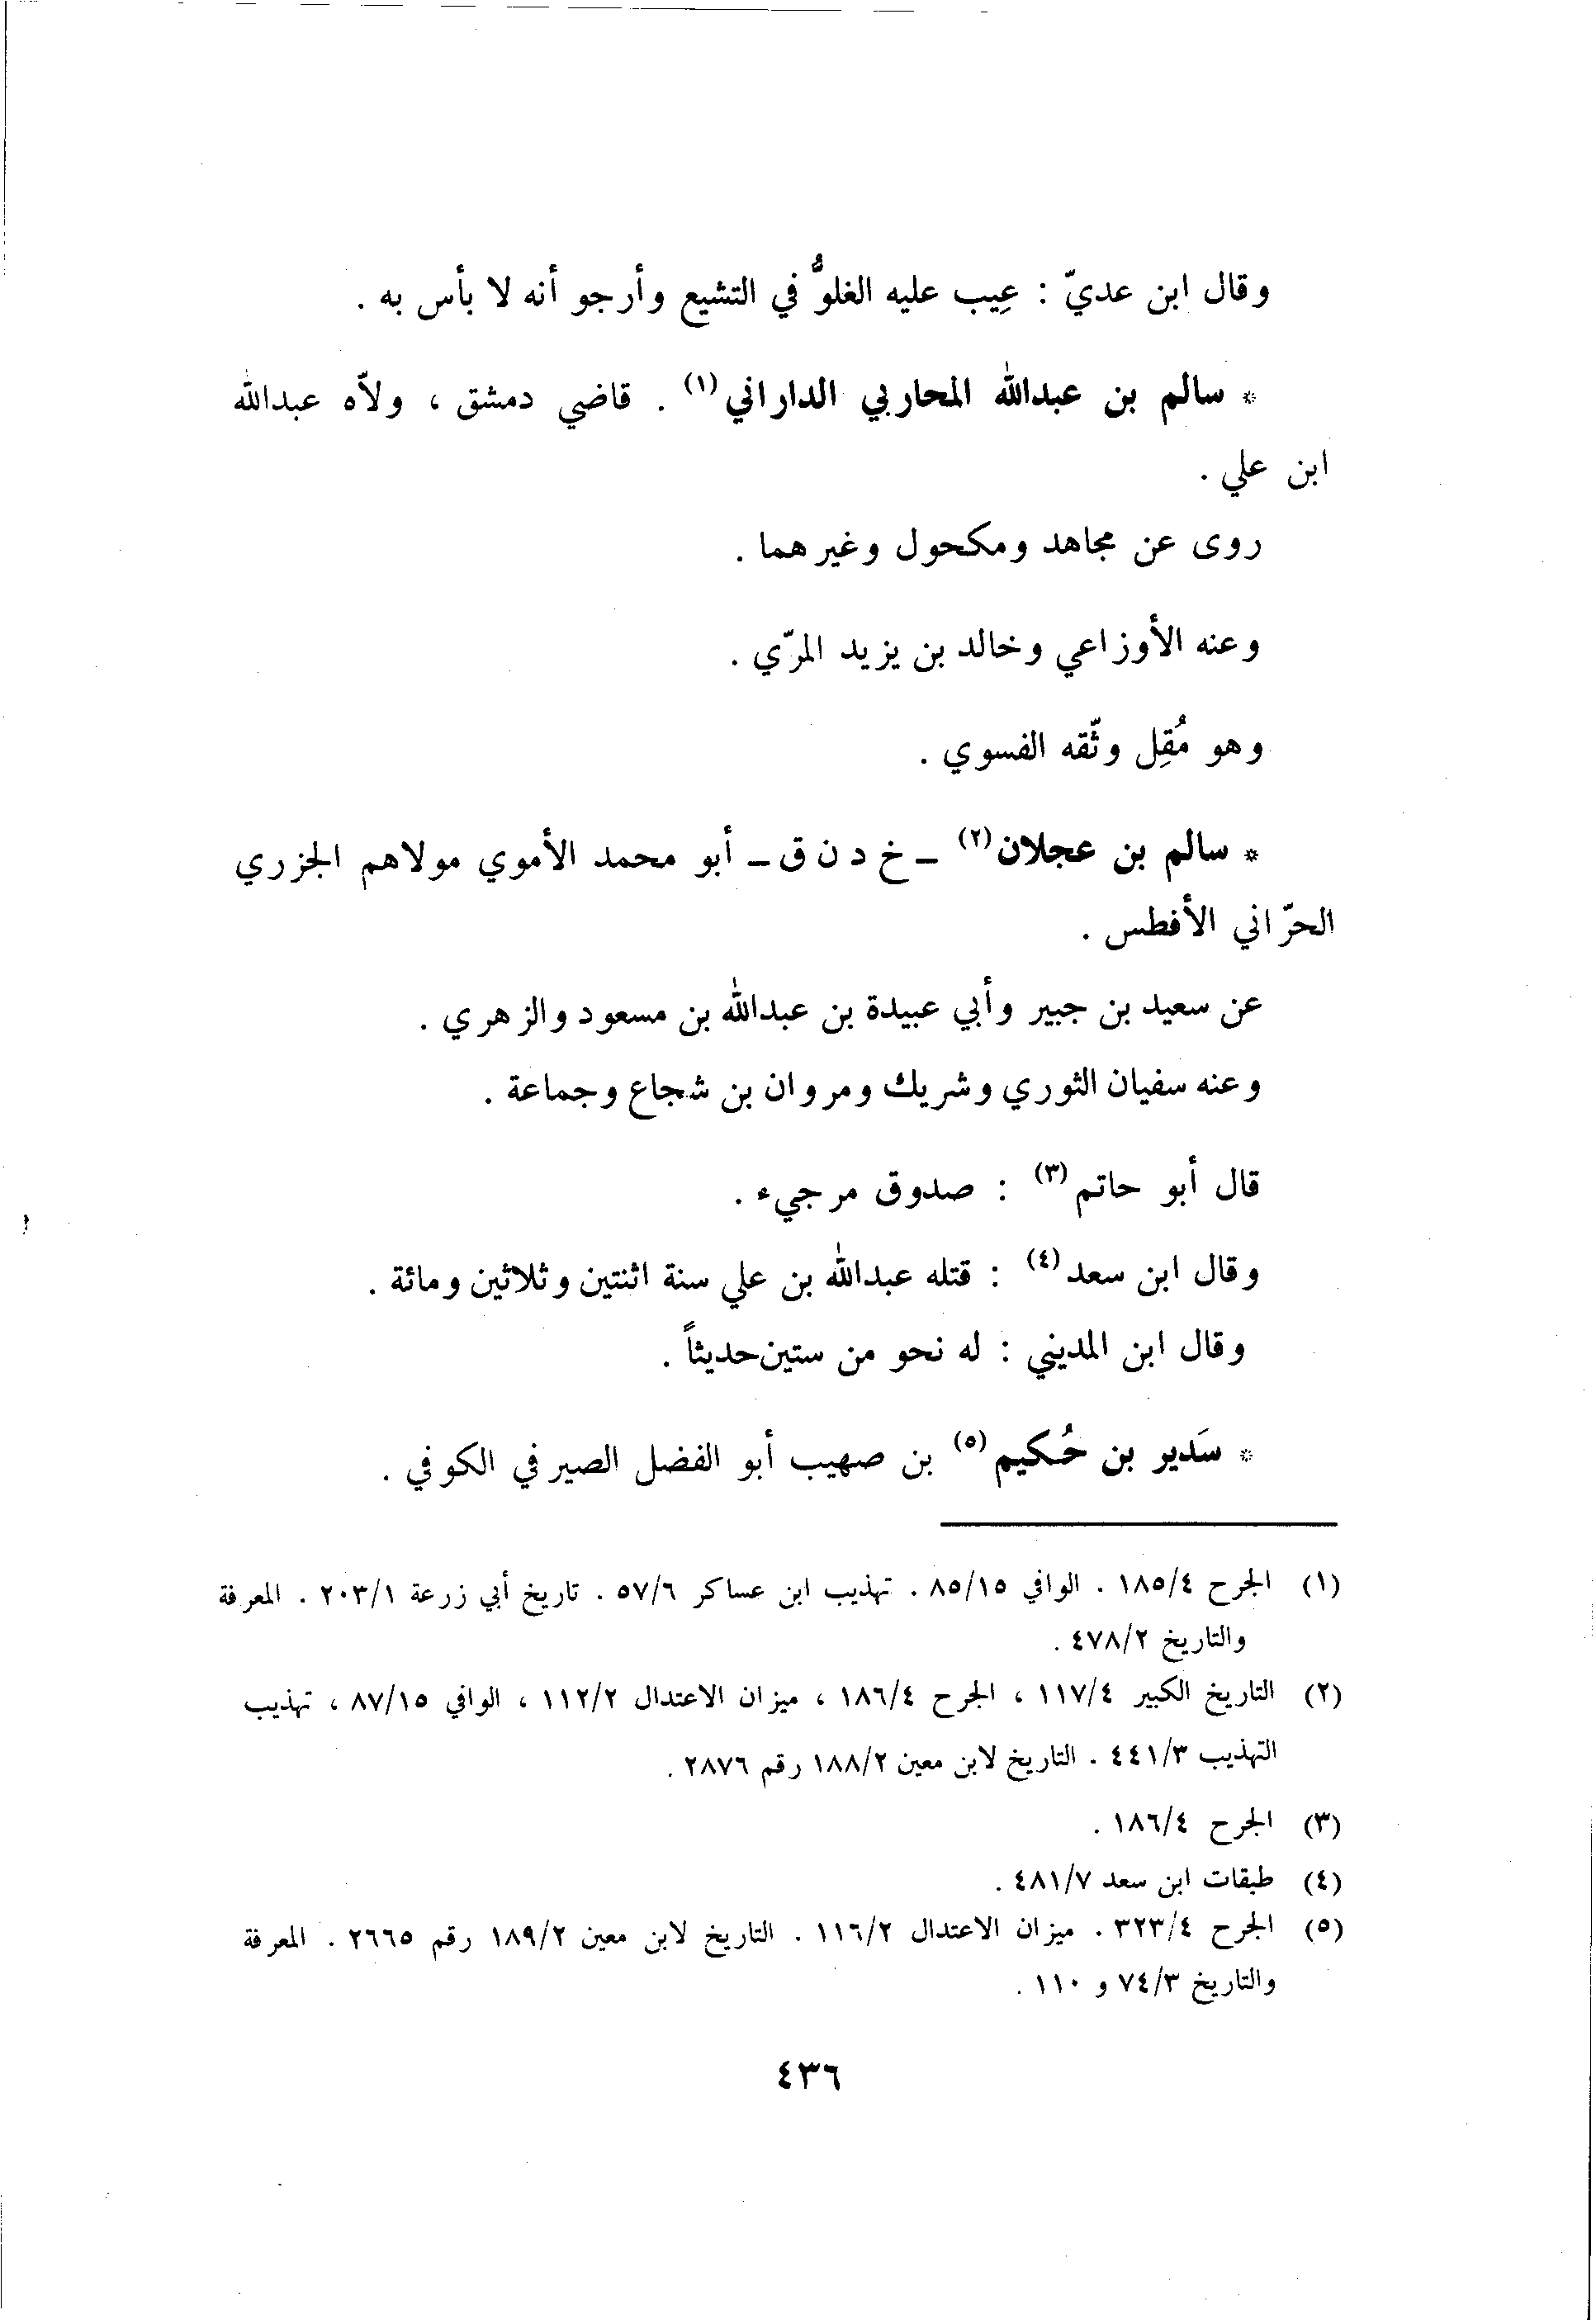 وقال ابن عديّ : عِيب عليه الغلوُّ في التشيع وأرجو أنه لا بأس به .
* سالم بن عبدالله المحاربي الداراني(١) . قاضي دمشق ، ولاّه عبدالله
ابن علي .
روى عن مجاهد ومكحول وغيرهما .
وعنه الأوزاعي وخالد بن يزيد المرّي .
وهو مُقِل وثّقه الفسوي .
* سالم بن عجلان(٢) – خ د ن ق – أبو محمد الأموي مولاهم الجزري
الحرّاني الأفطس .
عن سعيد بن جبير وأبي عبيدة بن عبدالله بن مسعود والزهري .
وعنه سفيان الثوري وشريك ومروان بن شجاع وجماعة .
قال أبو حاتم(٣) : صدوق مرجيء .
وقال ابن سعد(٤) : قتله عبدالله بن علي سنة اثنتين وثلاثين ومائة .
وقال ابن المديني : له نحو من ستين حديثاً .
* سَدير بن حُكيم(٥) بن صهيب أبو الفضل الصيرفي الكوفي .
(١) الجرح ١٨٥/٤ . الوافي ٨٥/١٥ . تهذيب ابن عساكر ٥٧/٦ . تاريخ أبي زرعة ٢٠٣/١ . المعرفة
والتاريخ ٤٧٨/٢ .
(٢) التاريخ الكبير ١١٧/٤ ، الجرح ١٨٦/٤ ، ميزان الاعتدال ١١٢/٢ ، الوافي ٨٧/١٥ ، تهذيب
التهذيب ٤٤١/٣ . التاريخ لابن معين ١٨٨/٢ رقم ٢٨٧٦ .
(٣) الجرح ١٨٦/٤ .
(٤) طبقات ابن سعد ٤٨١/٧ .
(٥) الجرح ٣٢٣/٤ . ميزان الاعتدال ١١٦/٢ . التاريخ لابن معين ١٨٩/٢ رقم ٢٦٦٥ . المعرفة
والتاريخ ٧٤/٣ و ١١٠ .
٤٣٦